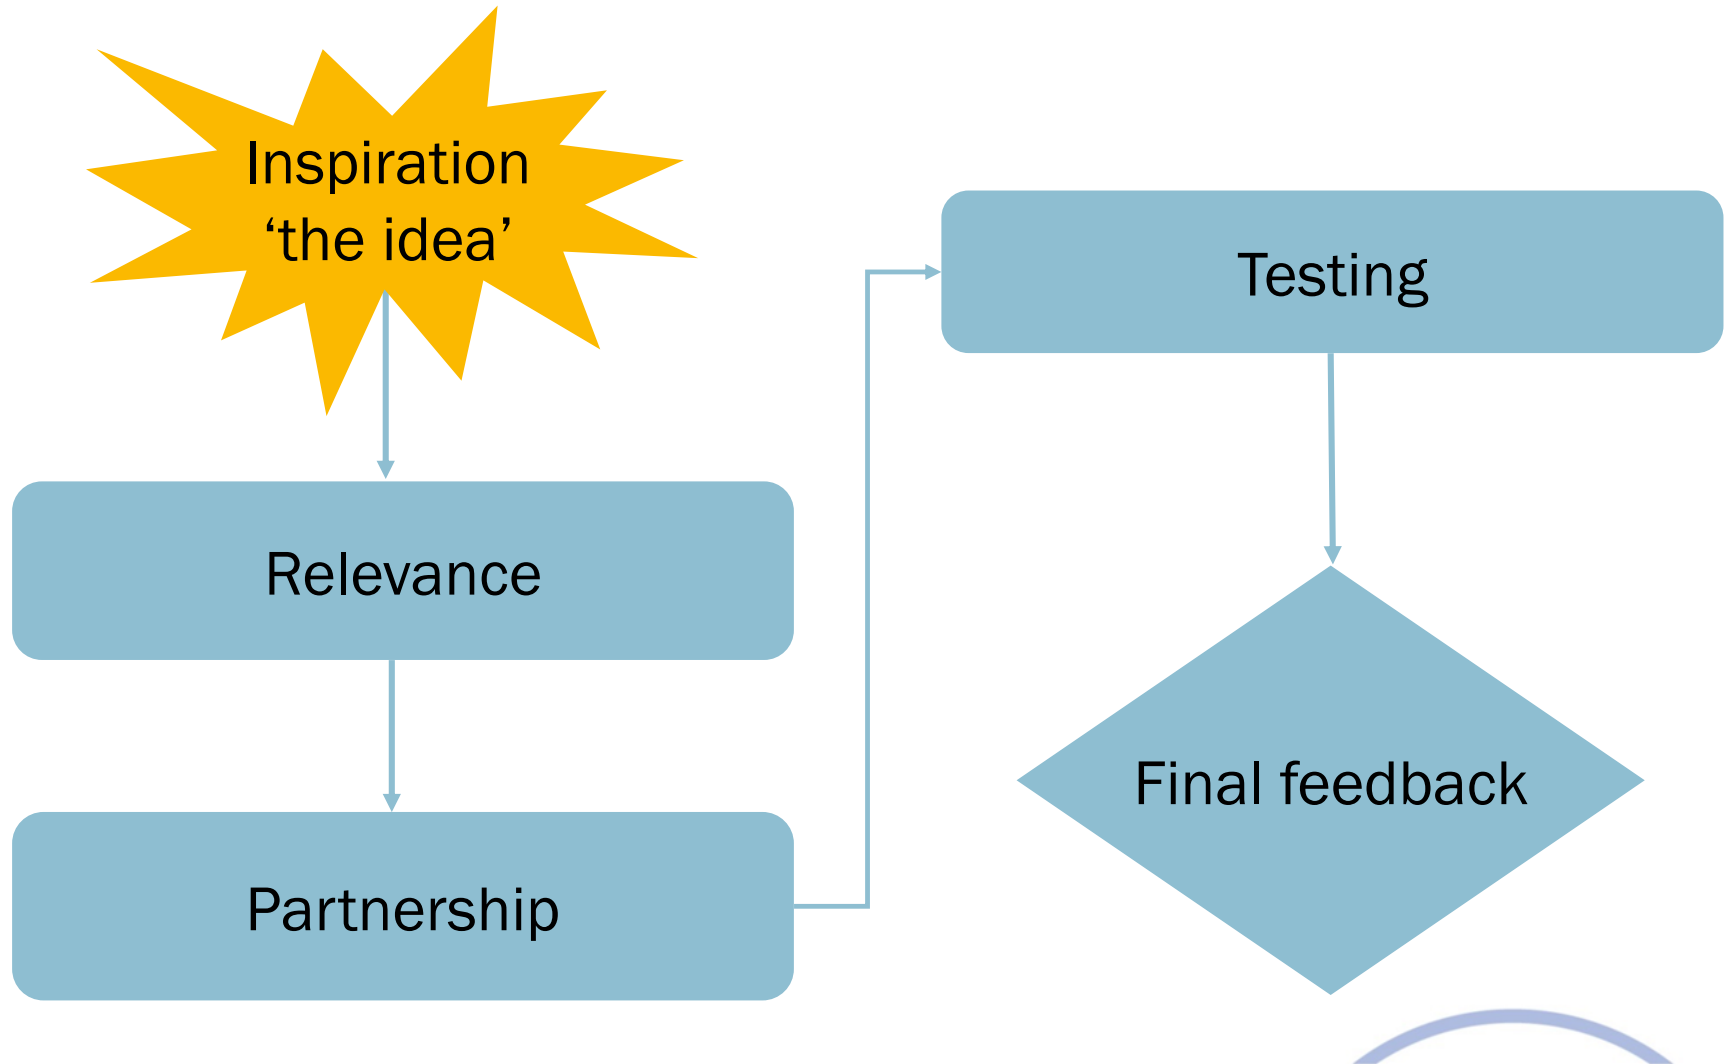 Inspiration
‘the idea’
Relevance
Partnership
Testing
Final feedback